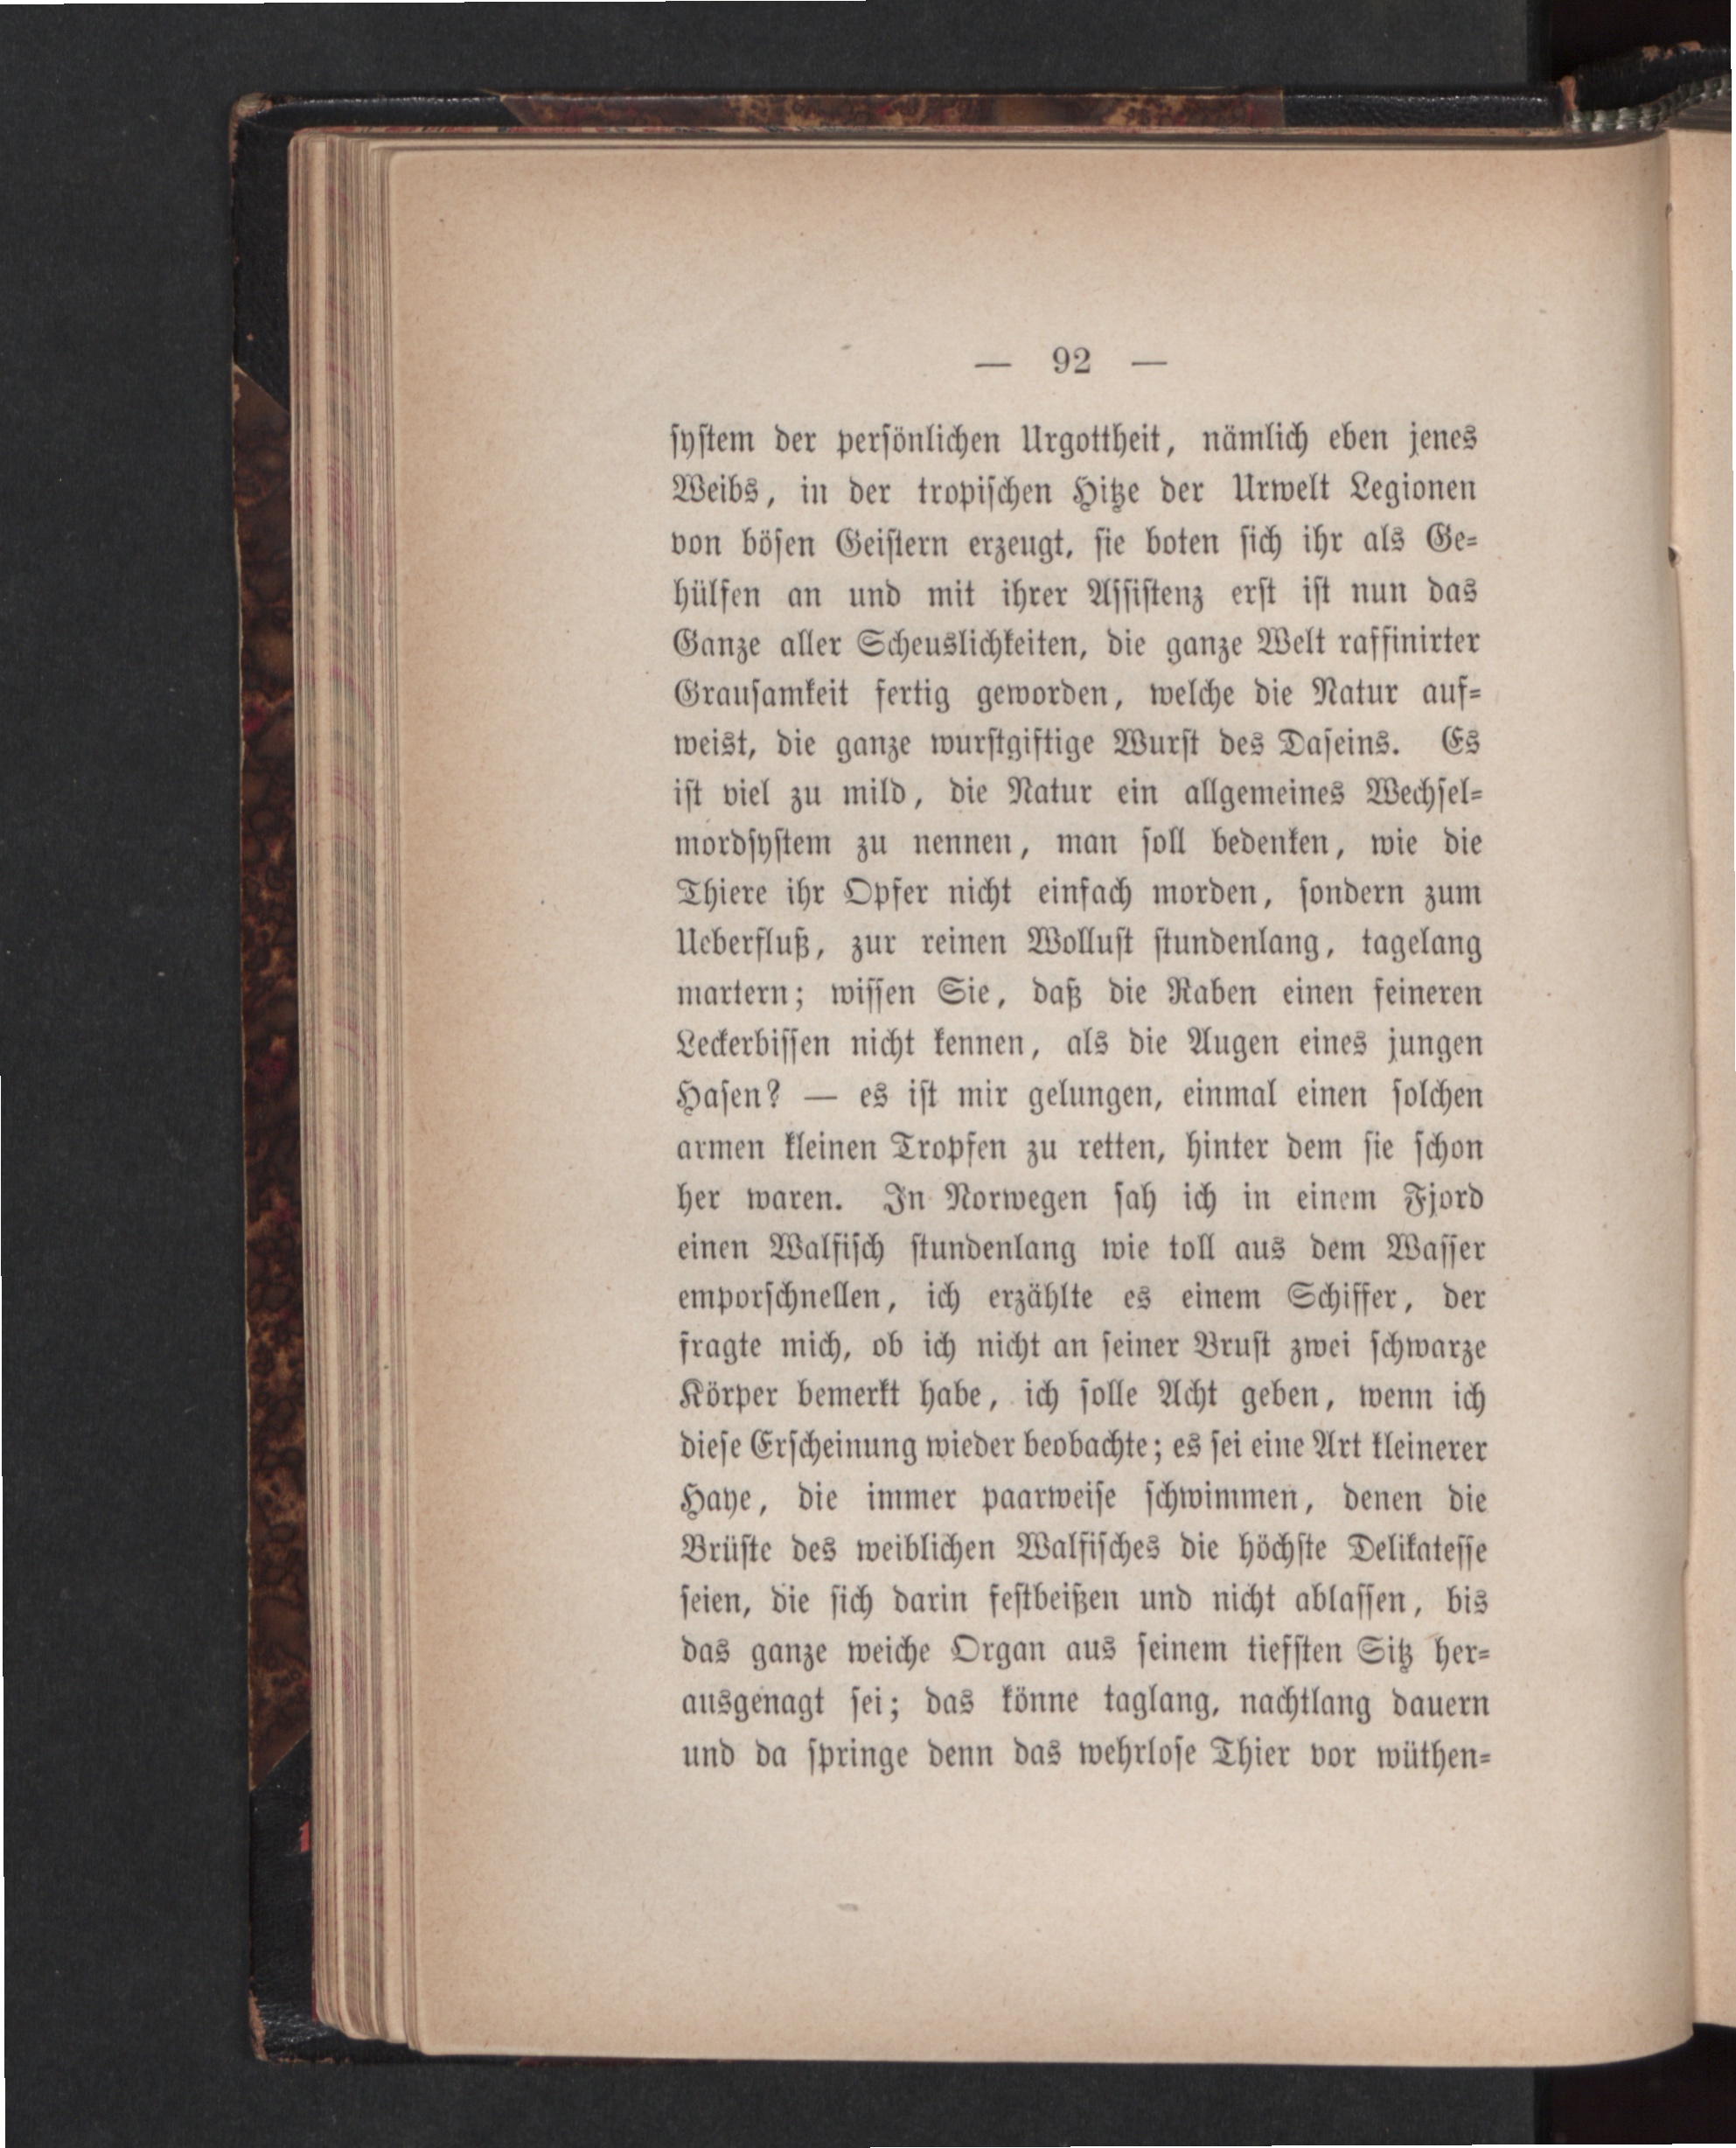 — 92 —
ſyſtem der perſönlichen Urgottheit, nämlich eben jenes
Weibs, in der tropiſchen Hitze der Urwelt Legionen
von böſen Geiſtern erzeugt, ſie boten ſich ihr als Ge-
hülfen an und mit ihrer Aſſiſtenz erſt iſt nun das
Ganze aller Scheuslichkeiten, die ganze Welt raffinirter
Grauſamkeit fertig geworden, welche die Natur auf-
weist, die ganze wurſtgiftige Wurſt des Daſeins. Es
iſt viel zu mild, die Natur ein allgemeines Wechſel-
mordſyſtem zu nennen, man ſoll bedenken, wie die
Thiere ihr Opfer nicht einfach morden, ſondern zum
Ueberfluß, zur reinen Wolluſt ſtundenlang, tagelang
martern; wiſſen Sie, daß die Raben einen feineren
Leckerbiſſen nicht kennen, als die Augen eines jungen
Haſen? — es iſt mir gelungen, einmal einen ſolchen
armen kleinen Tropfen zu retten, hinter dem ſie ſchon
her waren. In Norwegen ſah ich in einem Fjord
einen Walfiſch ſtundenlang wie toll aus dem Waſſer
emporſchnellen, ich erzählte es einem Schiffer, der
fragte mich, ob ich nicht an ſeiner Bruſt zwei ſchwarze
Körper bemerkt habe, ich ſolle Acht geben, wenn ich
dieſe Erſcheinung wieder beobachte; es ſei eine Art kleinerer
Haye, die immer paarweiſe ſchwimmen, denen die
Brüſte des weiblichen Walfiſches die höchſte Delikateſſe
ſeien, die ſich darin feſtbeißen und nicht ablaſſen, bis
das ganze weiche Organ aus ſeinem tiefſten Sitz her-
ausgenagt ſei; das könne taglang, nachtlang dauern
und da ſpringe denn das wehrloſe Thier vor wüthen-